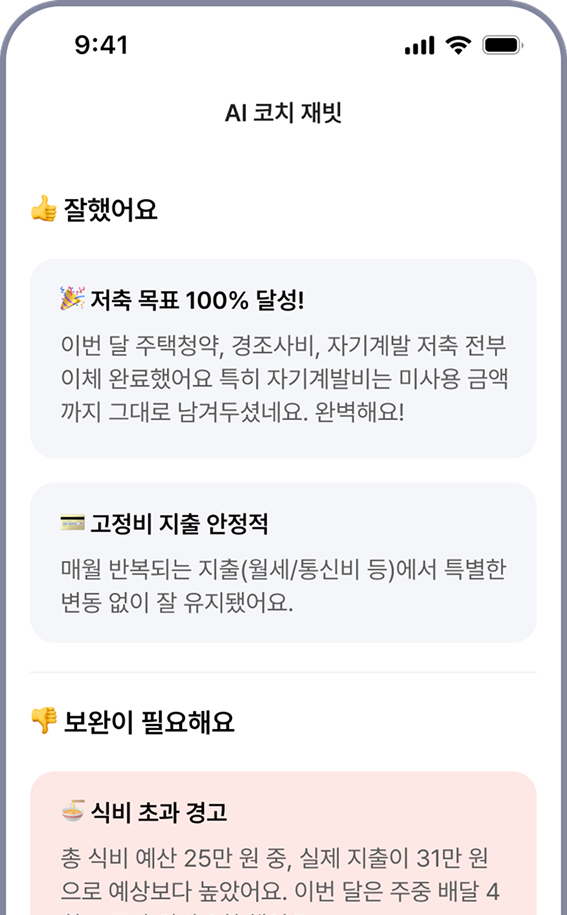 9:41
AI 코치 재빗
👍 잘했어요
🎉 저축 목표 100% 달성!
이번 달 주택청약, 경조사비, 자기계발 저축 전부
이체 완료했어요 특히 자기계발비는 미사용 금액
까지 그대로 남겨두셨네요. 완벽해요!
💳 고정비 지출 안정적
매월 반복되는 지출(월세/통신비 등)에서 특별한
변동 없이 잘 유지됐어요.
👎 보완이 필요해요
🍜 식비 초과 경고
총 식비 예산 25만 원 중, 실제 지출이 31만 원
으로 예상보다 높았어요. 이번 달은 주중 배달 4